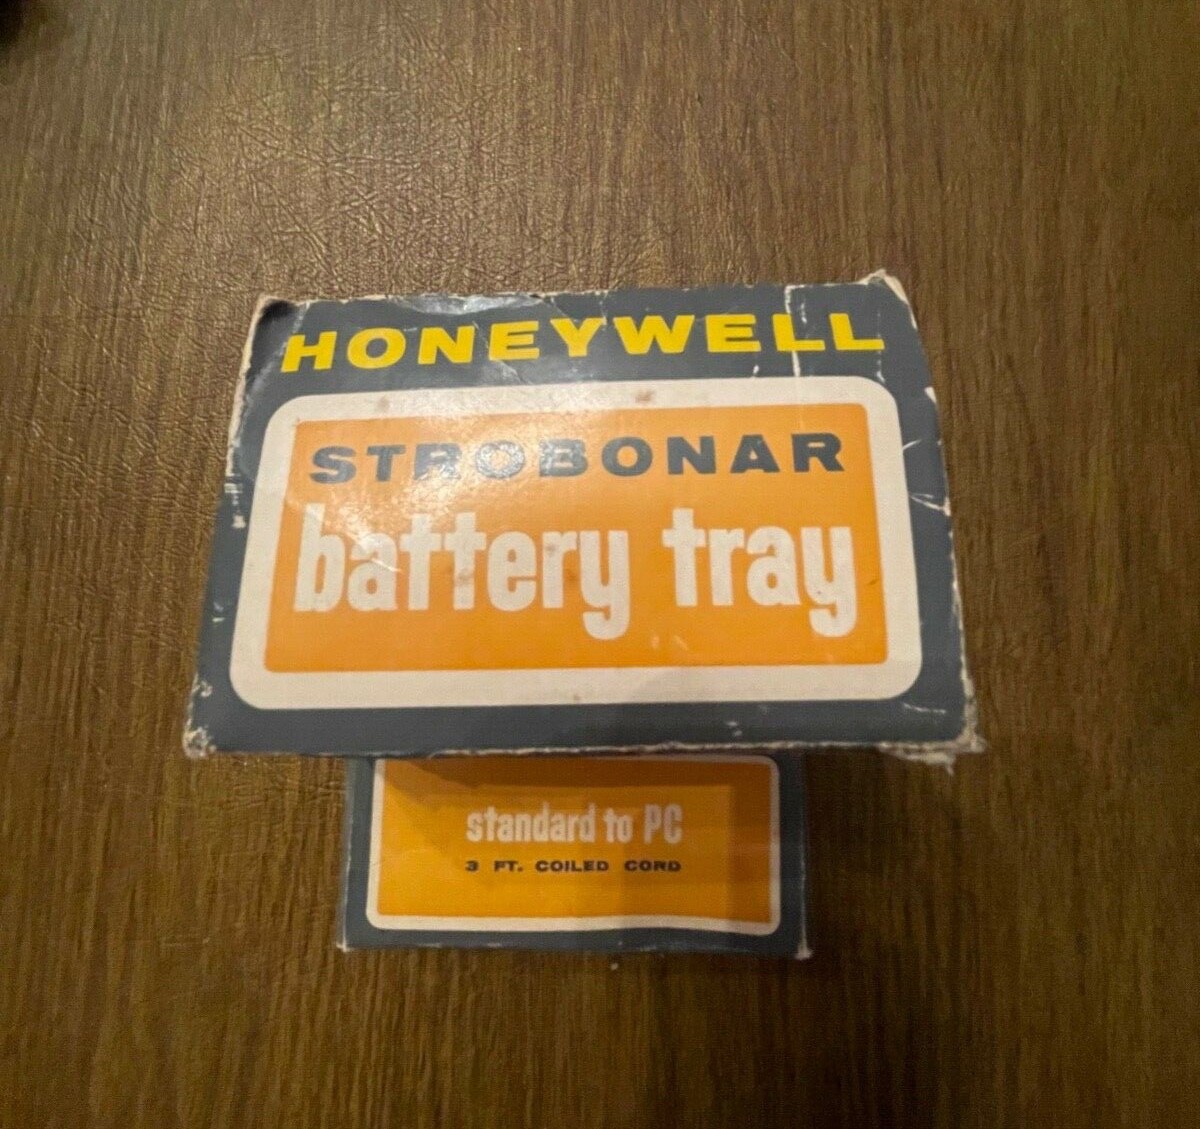 HONEYWELL
STROBONAR
battery tray
standard to PC
3 FT. COILED CORD